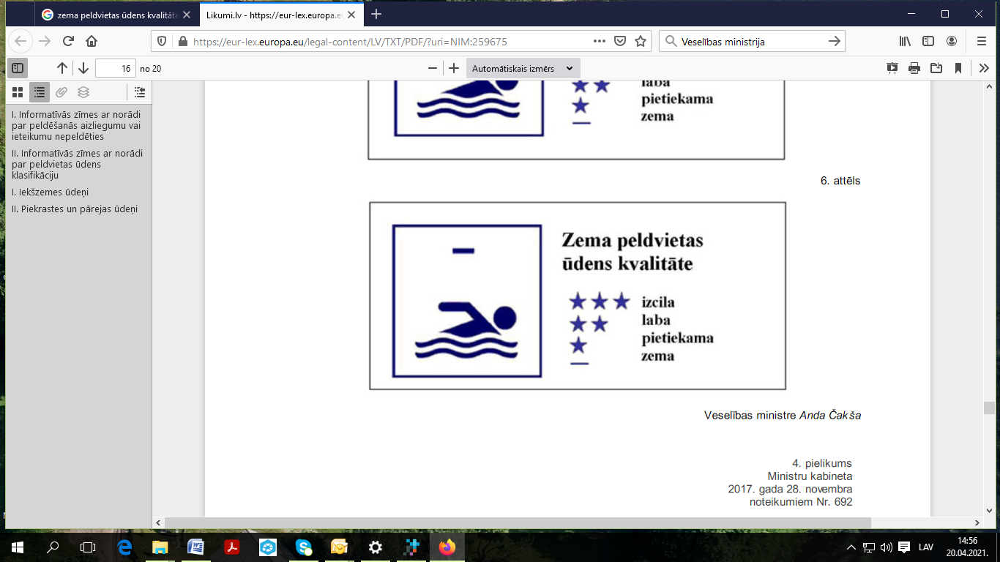 zema peldvietas ūdens kvalitāte
Likumi.lv - https://eur-lex.europa.e
https://eur-lex.europa.eu/legal-content/LV/TXT/PDF/?uri=NIM:259675
Veselības ministrija
16 no 20
Automātiskais izmērs
I. Informatīvās zīmes ar norādi
par peldēšanās aizliegumu vai
ieteikumu nepeldēties
II. Informatīvās zīmes ar norādi
par peldvietas ūdens
klasifikāciju
I. Iekšzemes ūdeņi
II. Piekrastes un pārejas ūdeņi
laba
pietiekama
zema
6. attēls
Zema peldvietas
ūdens kvalitāte
izcila
laba
pietiekama
zema
Veselības ministre Anda Čakša
4. pielikums
Ministru kabineta
2017. gada 28. novembra
noteikumiem Nr. 692
LAV
14:56
20.04.2021.